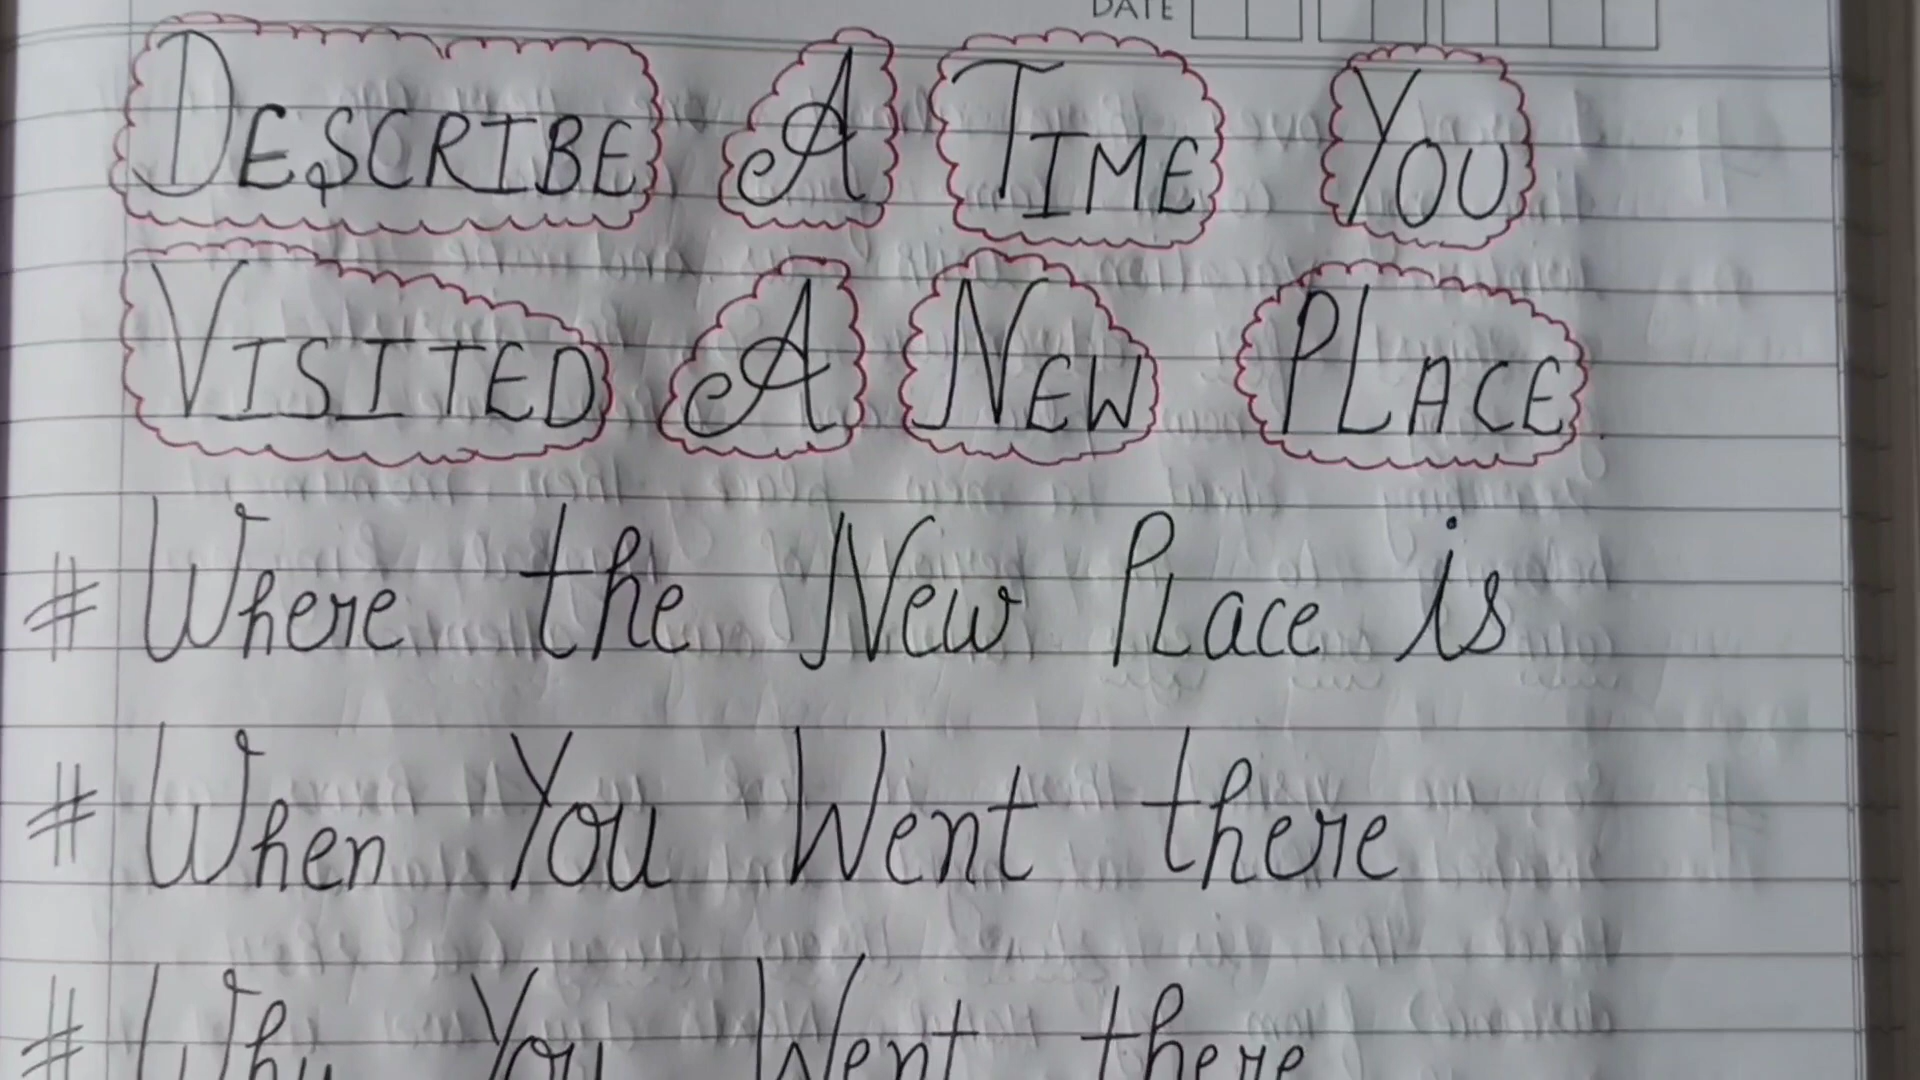 DATE
DESCRIBE A TIME YOU
VISITED A NEW PLACE
# Where the New PLace is
# When You Went there
# Why You Went there